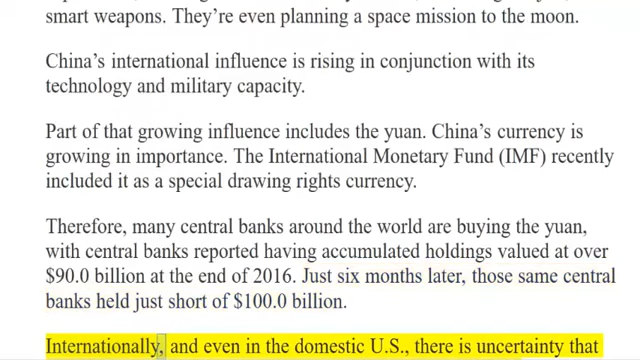 smart weapons. They’re even planning a space mission to the moon.
China’s international influence is rising in conjunction with its
technology and military capacity.
Part of that growing influence includes the yuan. China’s currency is
growing in importance. The International Monetary Fund (IMF) recently
included it as a special drawing rights currency.
Therefore, many central banks around the world are buying the yuan,
with central banks reported having accumulated holdings valued at over
$90.0 billion at the end of 2016. Just six months later, those same central
banks held just short of $100.0 billion.
Internationally, and even in the domestic U.S., there is uncertainty that